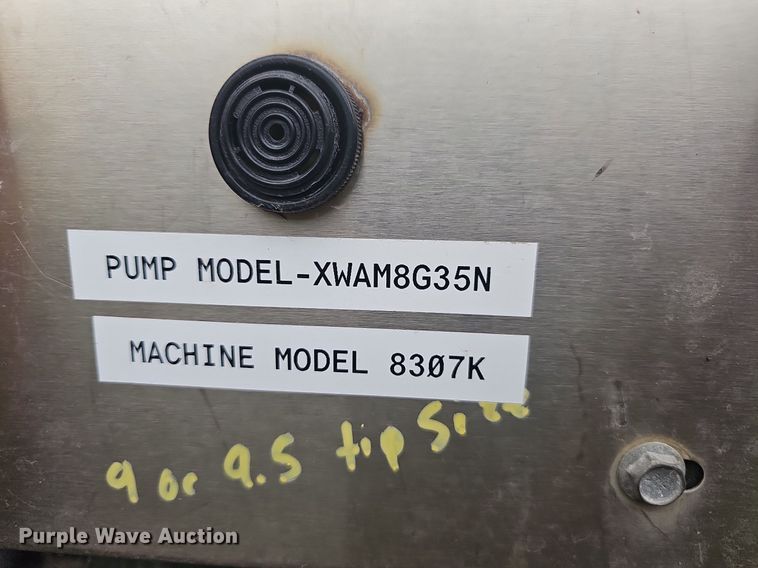 PUMP MODEL-XWAM8G35N
MACHINE MODEL 83Ø7K
9 or 9.5 tip Size
Purple Wave Auction